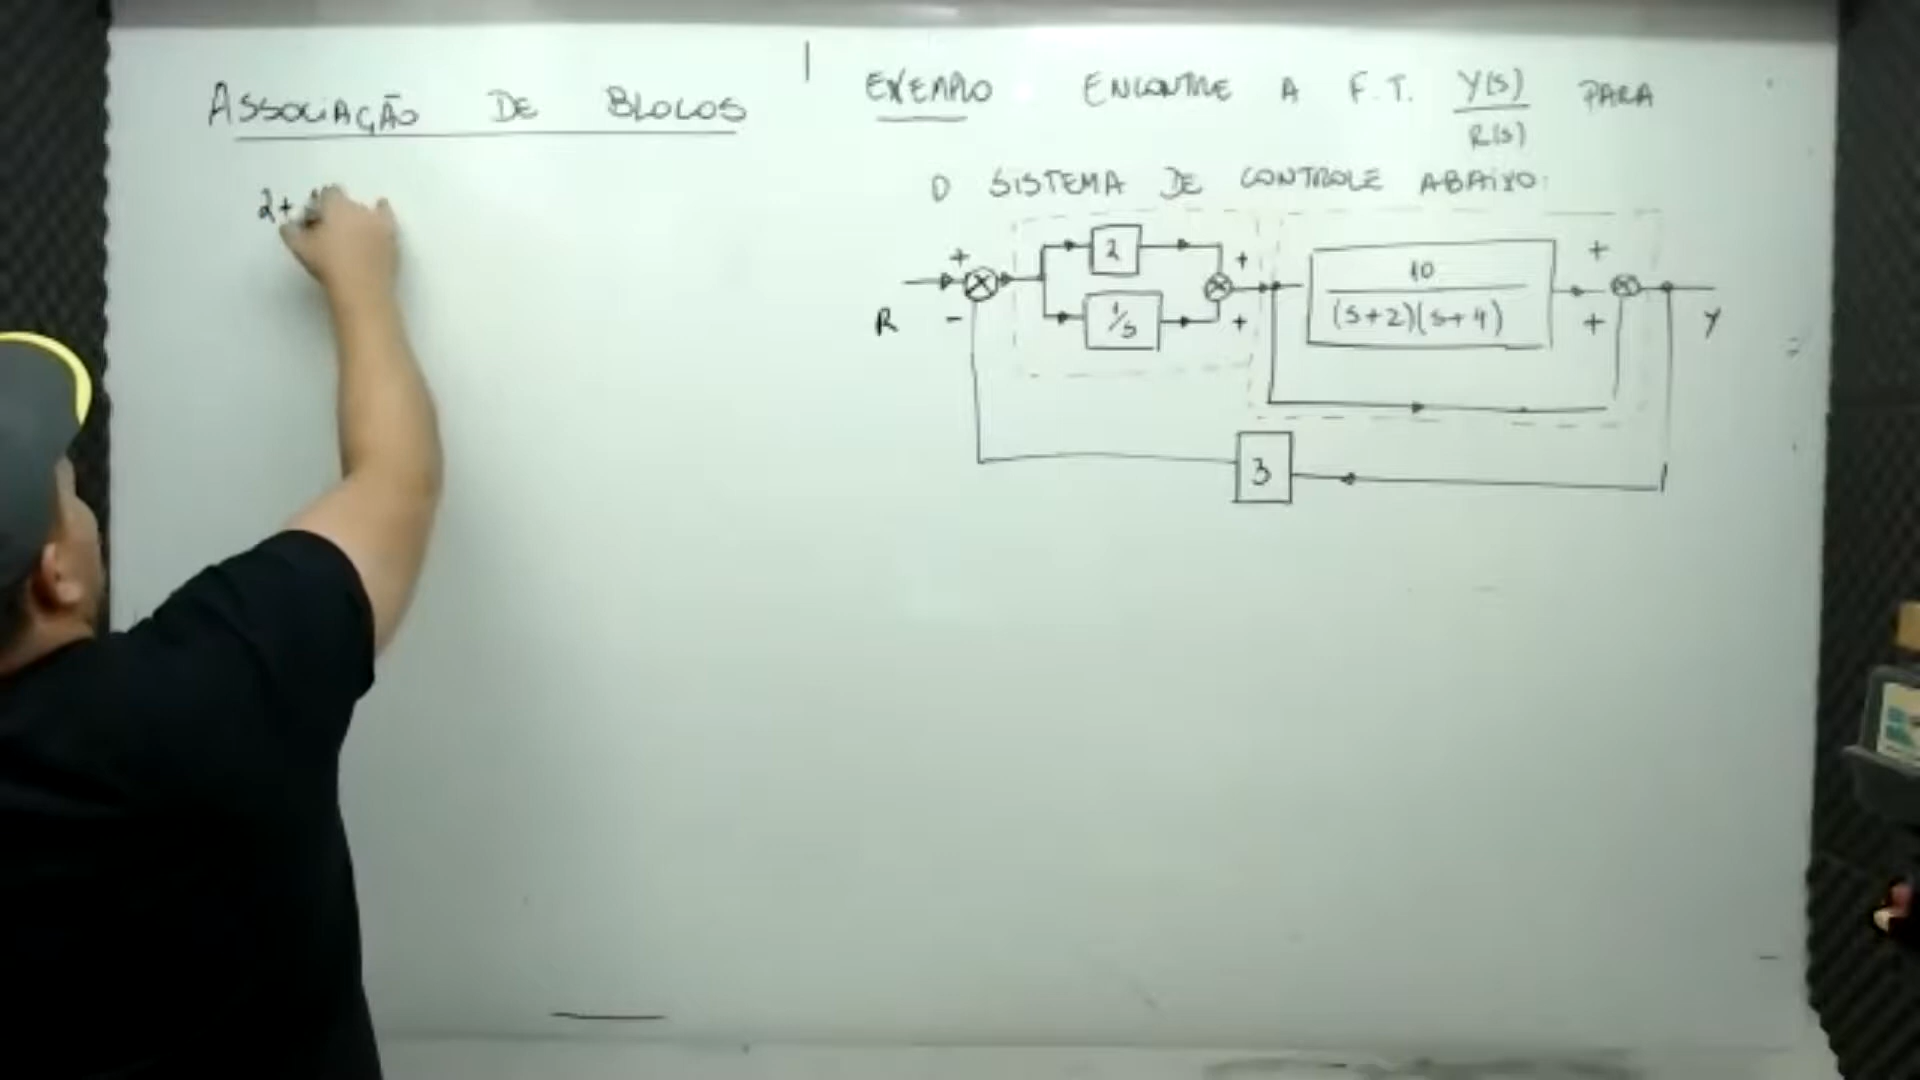 ASSOCIAÇÃO DE BLOCOS
2+
EXEMPLO ENCONTRE A F.T. Y(s)/R(s) PARA
O SISTEMA DE CONTROLE ABAIXO:
+ 2 + +
R - 1/s + 10/(s+2)(s+4) + Y
3